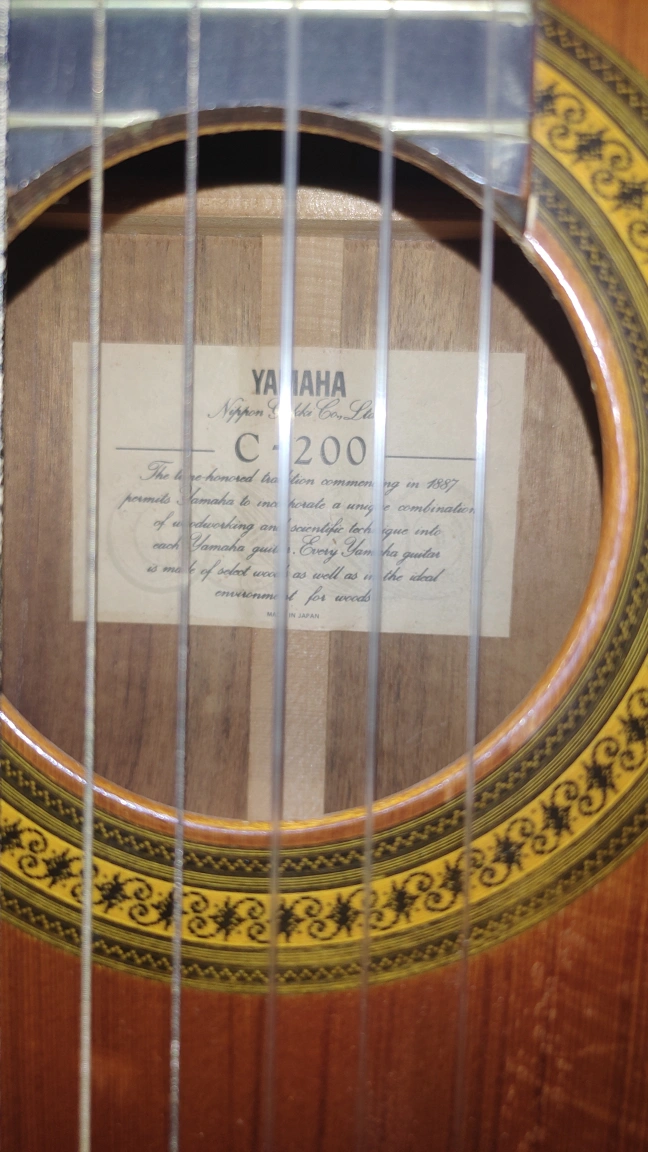 YAMAHA
Nippon Gakki Co., Ltd.
C-200
The time-honored tradition commencing in 1887,
permits Yamaha to incorporate a unique combination
of woodworking and scientific technique into
each Yamaha guitar. Every Yamaha guitar
is made of select woods as well as in the ideal
environment for woods.
MADE IN JAPAN